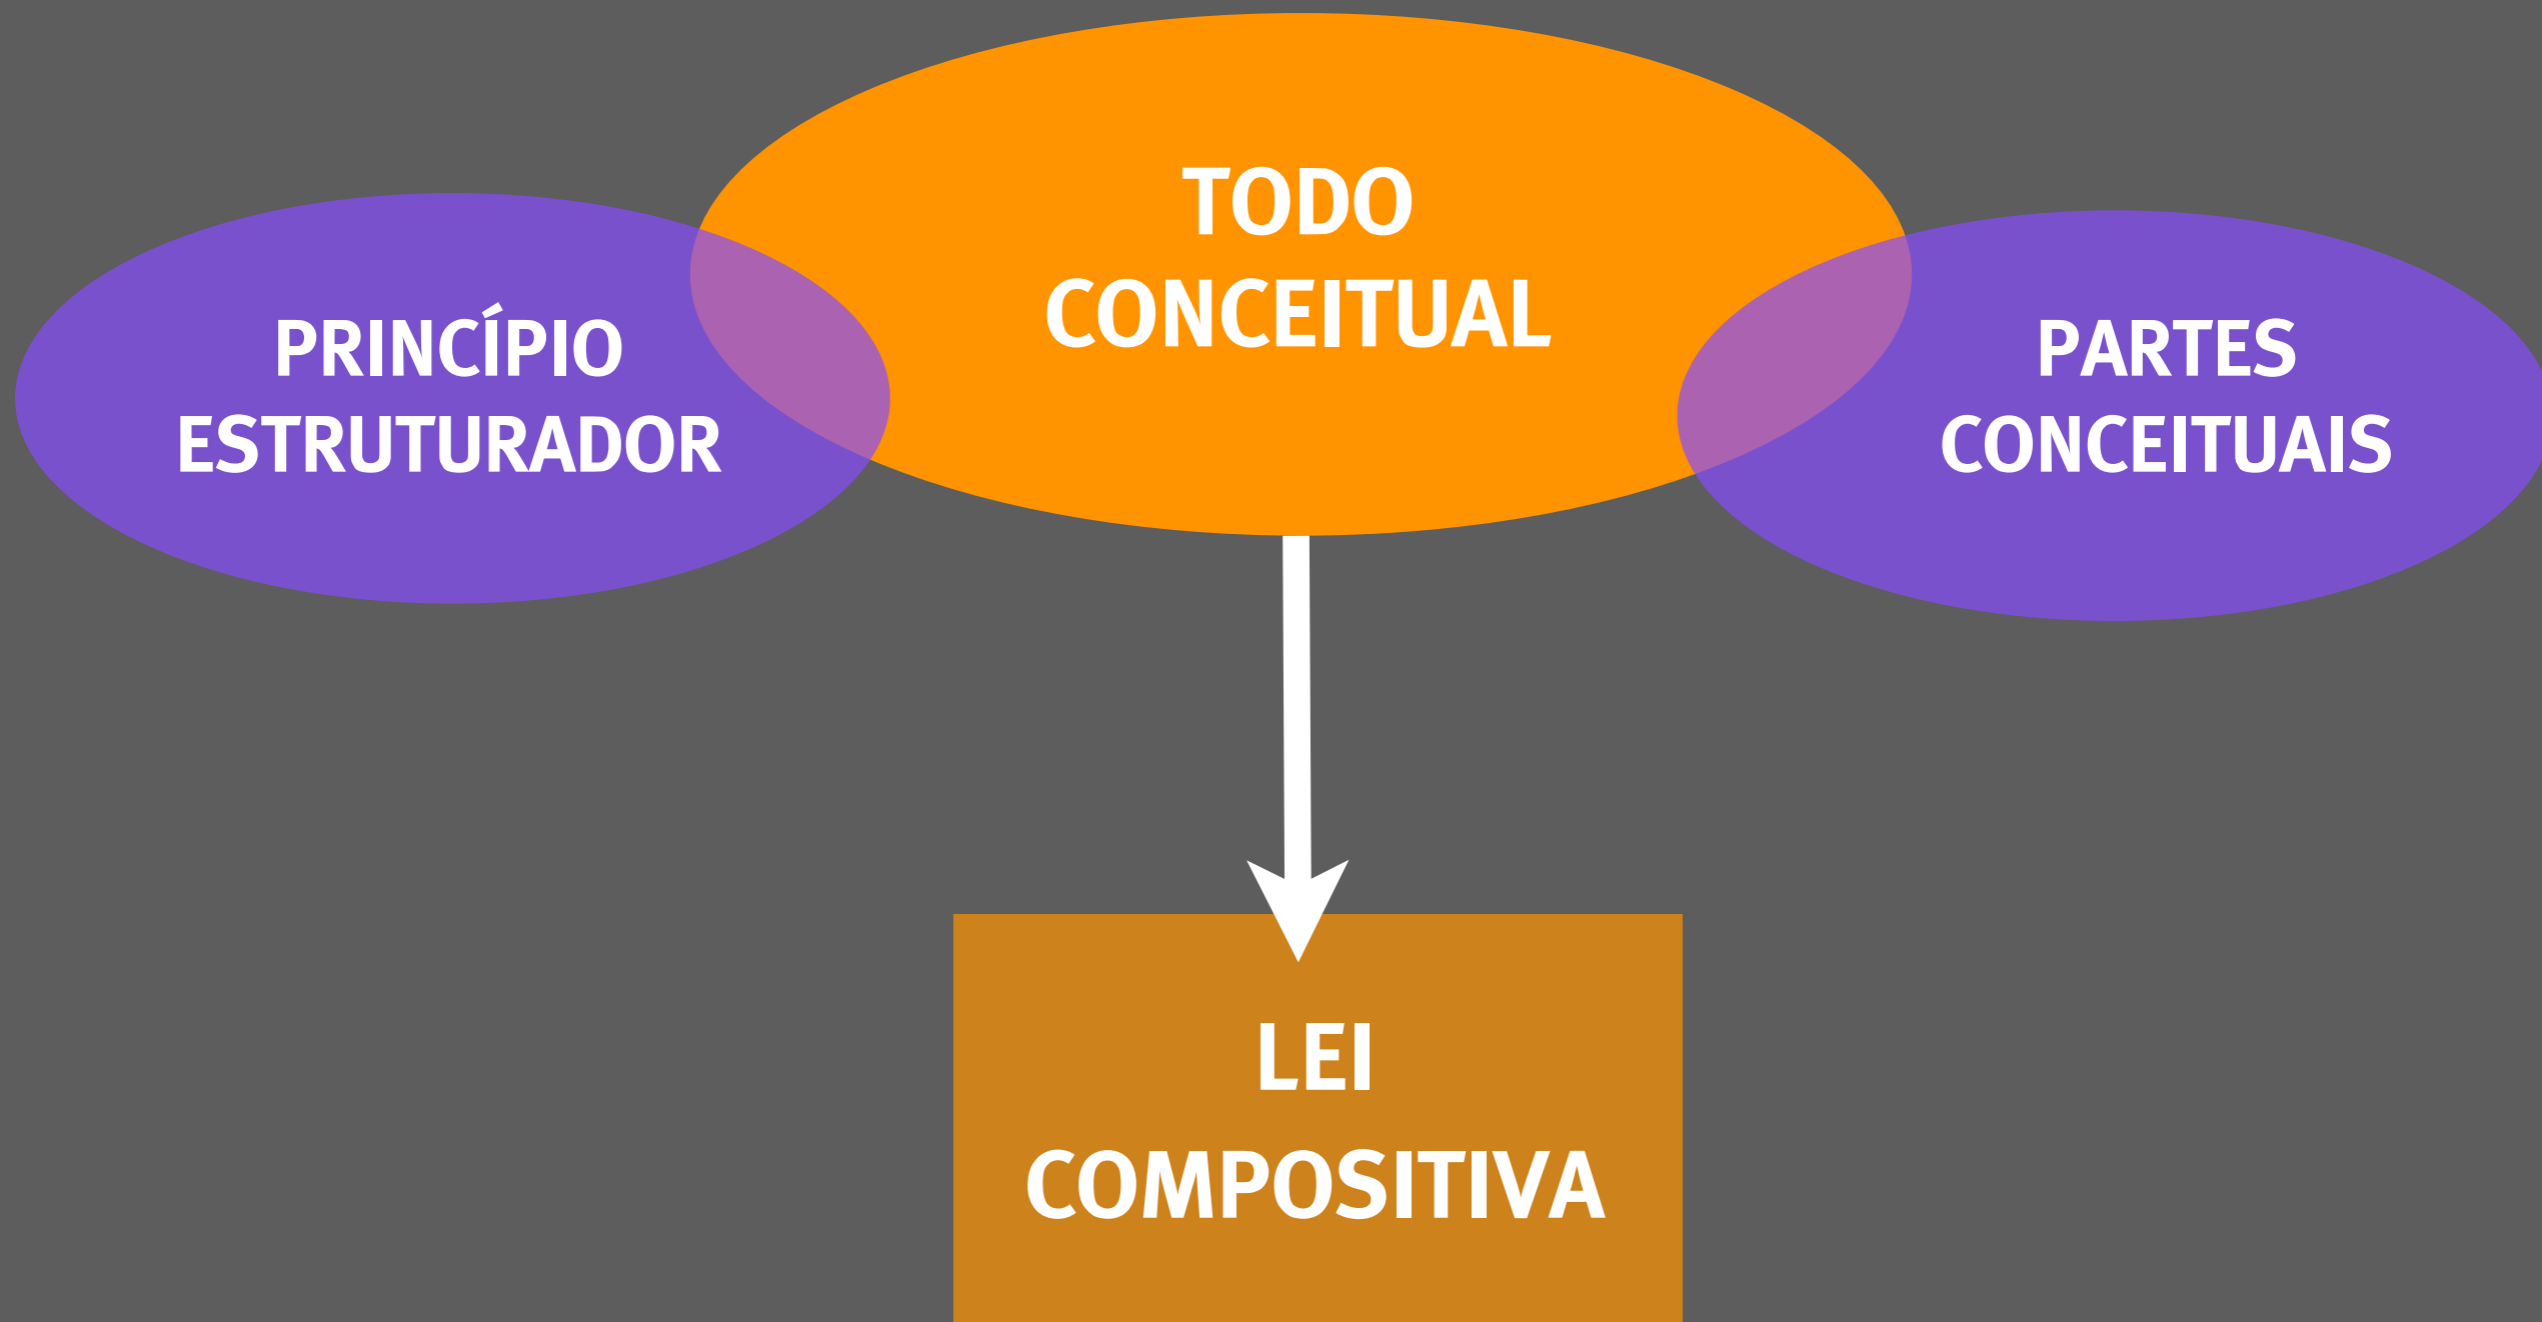 TODO
CONCEITUAL
PRINCÍPIO
ESTRUTURADOR
PARTES
CONCEITUAIS
LEI
COMPOSITIVA